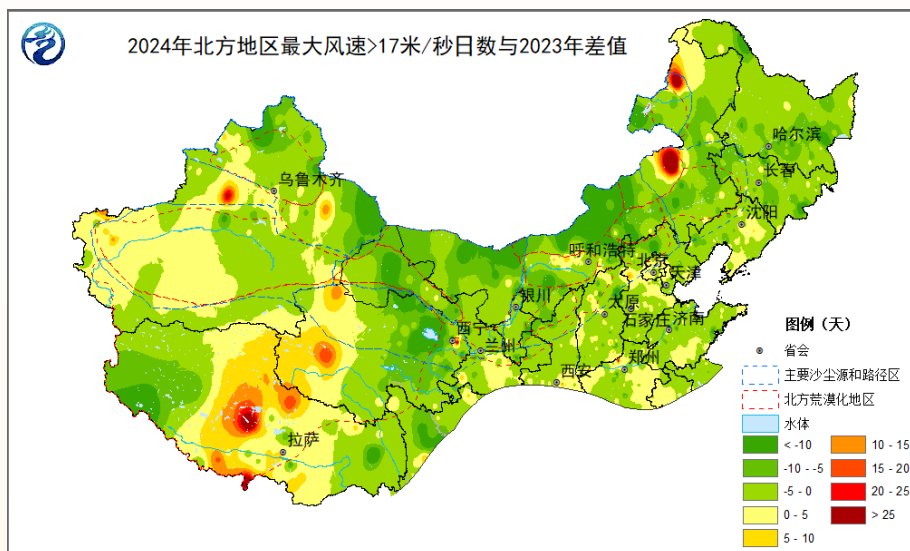 2024年北方地区最大风速>17米/秒日数与2023年差值
哈尔滨
长春
乌鲁木齐
沈阳
呼和浩特
北京
天津
银川
太原
石家庄
济南
西宁
兰州
西安
郑州
拉萨
图例（天）
省会
主要沙尘源和路径区
北方荒漠化地区
水体
< -10
-10 - -5
-5 - 0
0 - 5
5 - 10
10 - 15
15 - 20
20 - 25
> 25